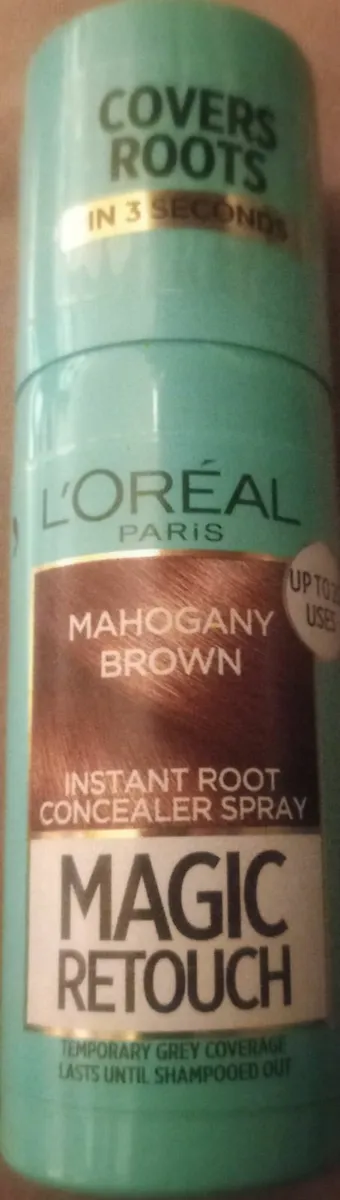 COVERS
ROOTS
IN 3 SECONDS
L'ORÉAL
PARiS
UP TO
USES
MAHOGANY
BROWN
INSTANT ROOT
CONCEALER SPRAY
MAGIC
RETOUCH
TEMPORARY GREY COVERAGE
LASTS UNTIL SHAMPOOED OUT